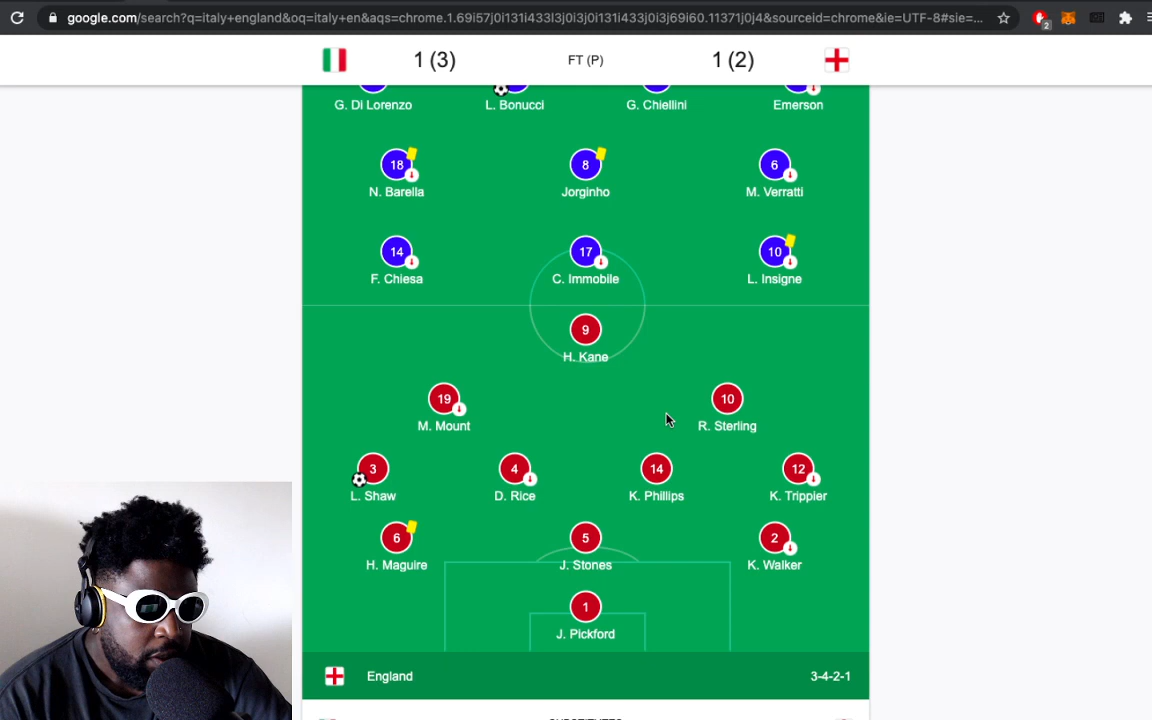 google.com/search?q=italy+england&oq=italy+en&aqs=chrome.1.69i57j0i131i433l3j0i3j0i131i433j0i3j69i60.11371j0j4&sourceid=chrome&ie=UTF-8#sie=...
2
1 (3) FT (P) 1 (2)
G. Di Lorenzo L. Bonucci G. Chiellini Emerson
18 8 6
N. Barella Jorginho M. Verratti
14 17 10
F. Chiesa C. Immobile L. Insigne
9
H. Kane
19 10
M. Mount R. Sterling
3 4 14 12
L. Shaw D. Rice K. Phillips K. Trippier
6 5 2
H. Maguire J. Stones K. Walker
1
J. Pickford
England 3-4-2-1